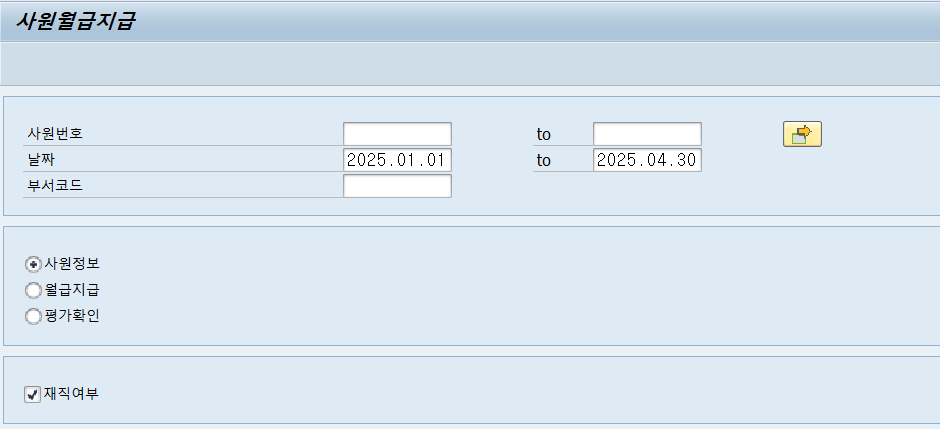 사원월급지급
사원번호 to
날짜 2025.01.01 to 2025.04.30
부서코드
사원정보
월급지급
평가확인
재직여부